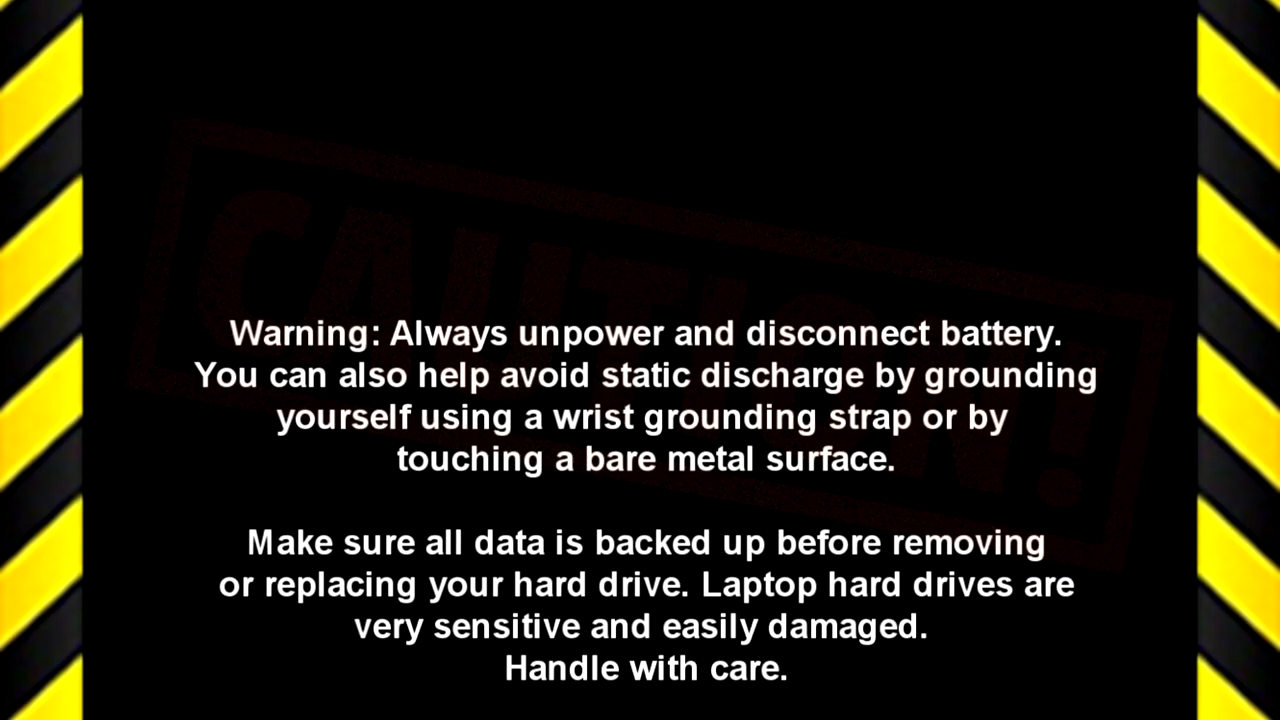 CAUTION!
Warning: Always unpower and disconnect battery.
You can also help avoid static discharge by grounding
yourself using a wrist grounding strap or by
touching a bare metal surface.
Make sure all data is backed up before removing
or replacing your hard drive. Laptop hard drives are
very sensitive and easily damaged.
Handle with care.